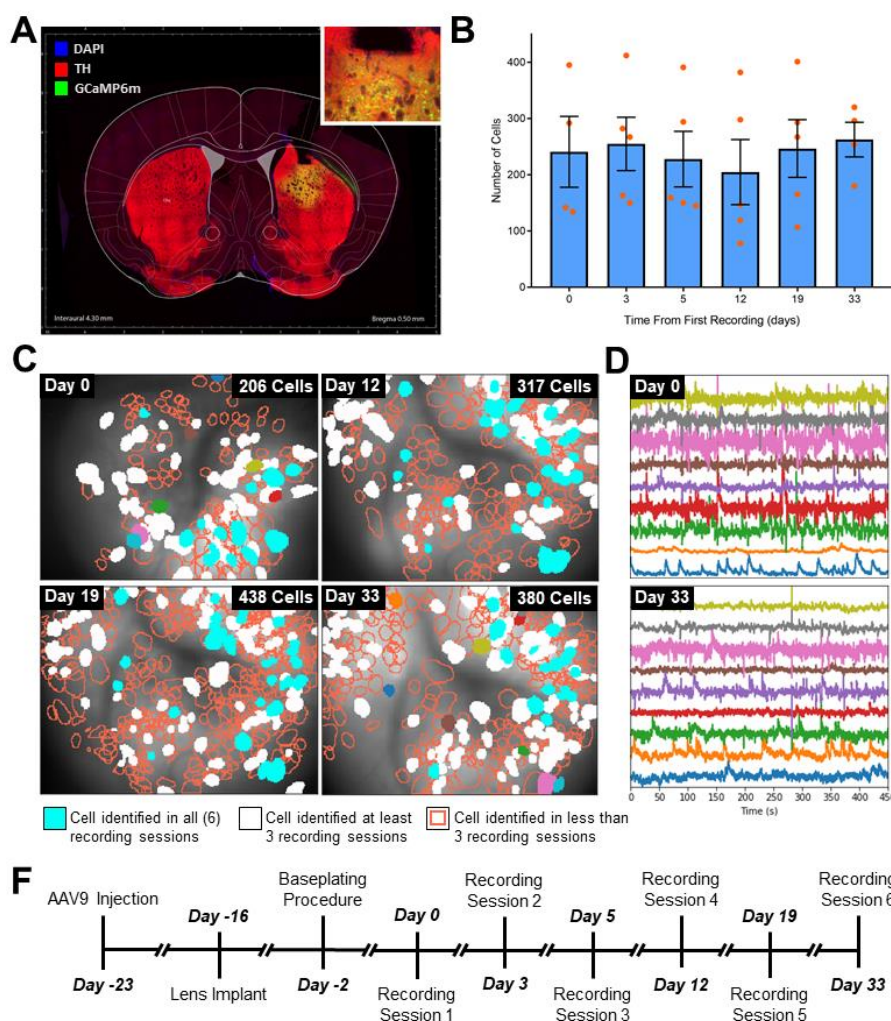 A
DAPI
TH
GCaMP6m
Interaural 4.30 mm
Bregma 0.50 mm
B
Number of Cells
400
300
200
100
0
0 3 5 12 19 33
Time From First Recording (days)
C
Day 0
206 Cells
Day 12
317 Cells
Day 19
438 Cells
Day 33
380 Cells
Cell identified in all (6)
recording sessions
Cell identified at least
3 recording sessions
Cell identified in less than
3 recording sessions
D
Day 0
Day 33
0 50 100 150 200 250 300 350 400 450
Time (s)
F
AAV9 Injection
Day -23
Day -16
Lens Implant
Baseplating
Procedure
Day -2
Day 0
Recording
Session 1
Recording
Session 2
Day 3
Day 5
Recording
Session 3
Recording
Session 4
Day 12
Day 19
Recording
Session 5
Recording
Session 6
Day 33